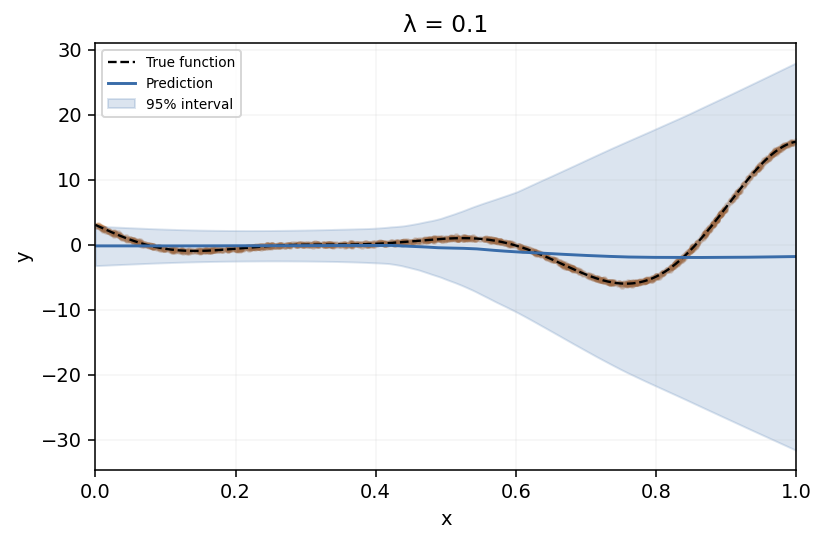 λ = 0.1
True function
Prediction
95% interval
30
20
10
0
−10
−20
−30
y
0.0 0.2 0.4 0.6 0.8 1.0
x